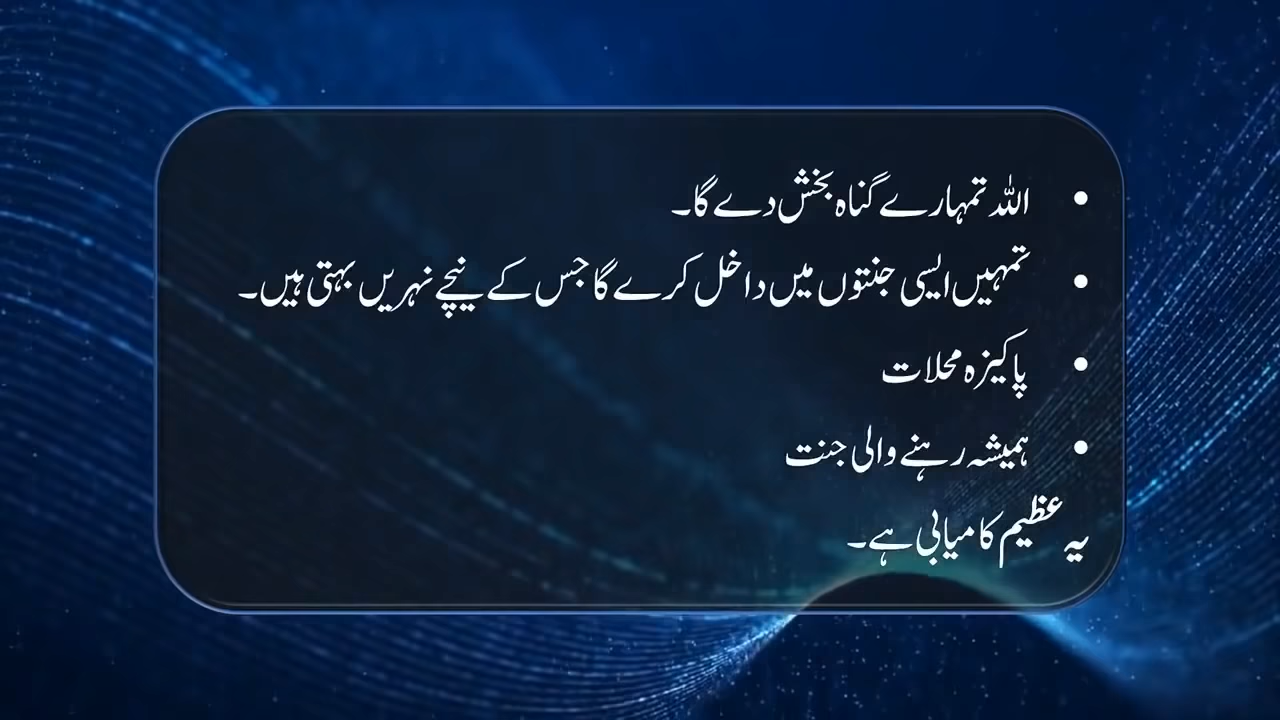 • اللہ تمہارے گناہ بخش دے گا۔
• تمہیں ایسی جنتوں میں داخل کرے گا جس کے نیچے نہریں بہتی ہیں۔
• پاکیزہ محلات
• ہمیشہ رہنے والی جنت
یہ عظیم کامیابی ہے۔